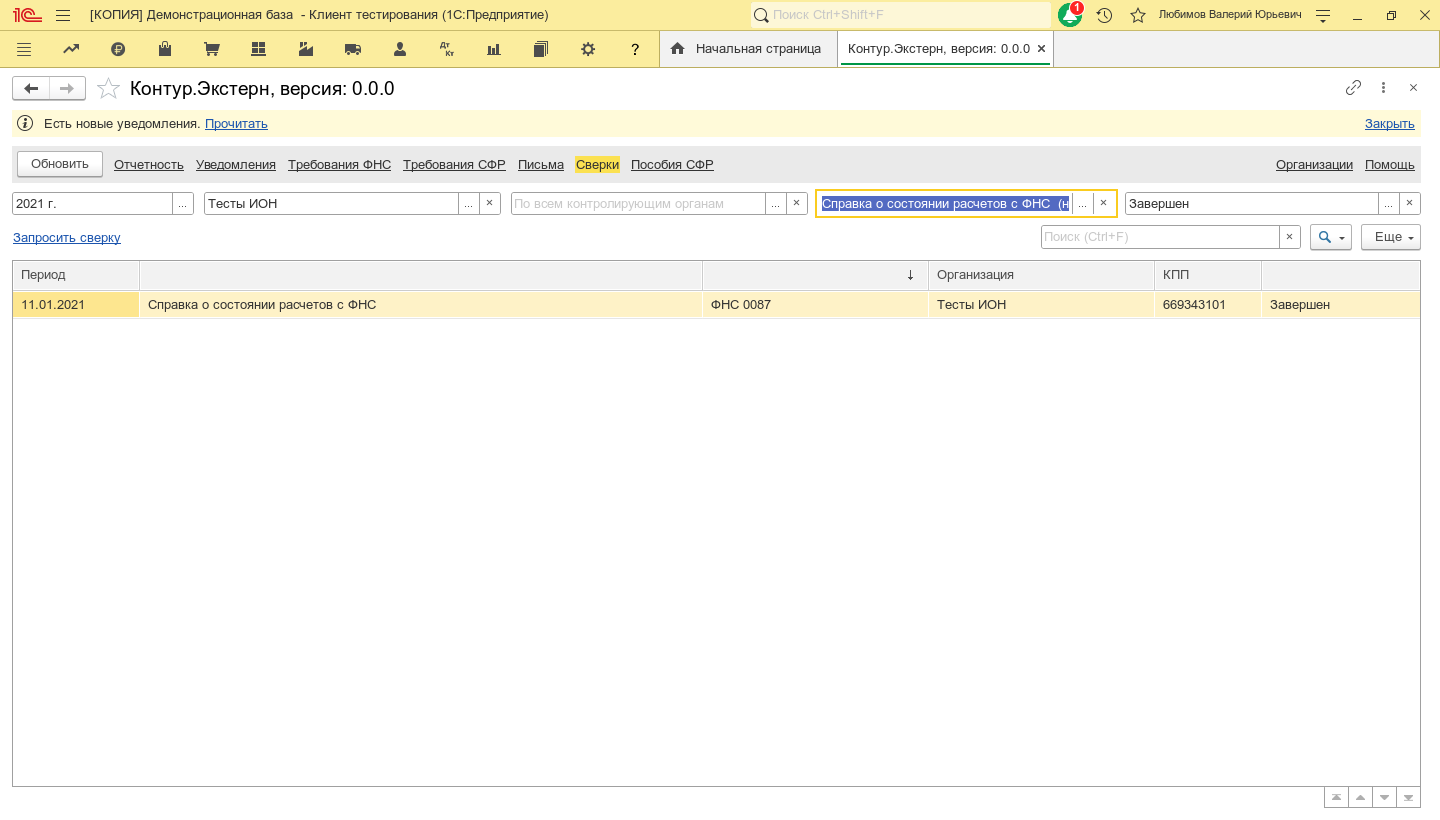 1С [КОПИЯ] Демонстрационная база - Клиент тестирования (1С:Предприятие) Поиск Ctrl+Shift+F 1 Любимов Валерий Юрьевич
Дт Кт ? Начальная страница Контур.Экстерн, версия: 0.0.0
Контур.Экстерн, версия: 0.0.0
Есть новые уведомления. Прочитать Закрыть
Обновить Отчетность Уведомления Требования ФНС Требования СФР Письма Сверки Пособия СФР Организации Помощь
2021 г. ... Тесты ИОН ... × По всем контролирующим органам ... × Справка о состоянии расчетов с ФНС (н ... × Завершен ... ×
Запросить сверку Поиск (Ctrl+F) × Еще
Период ↓ Организация КПП
11.01.2021 Справка о состоянии расчетов с ФНС ФНС 0087 Тесты ИОН 669343101 Завершен